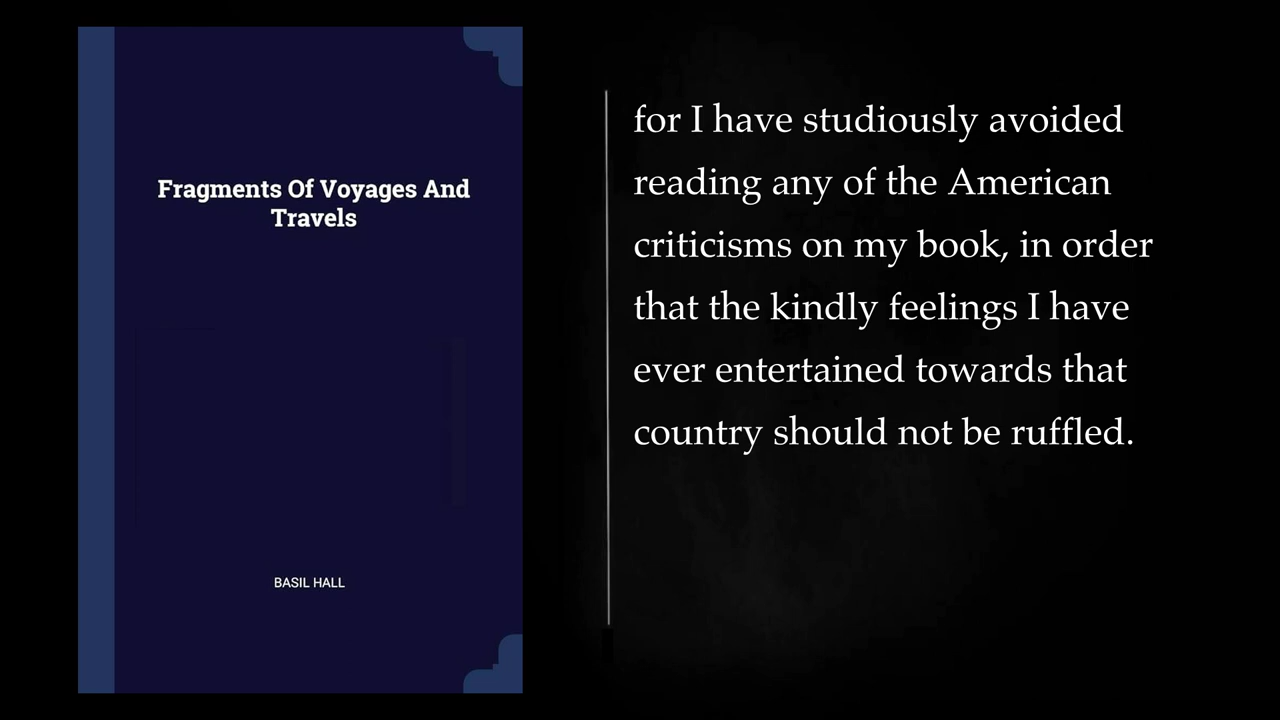 Fragments Of Voyages And
Travels
BASIL HALL
for I have studiously avoided
reading any of the American
criticisms on my book, in order
that the kindly feelings I have
ever entertained towards that
country should not be ruffled.